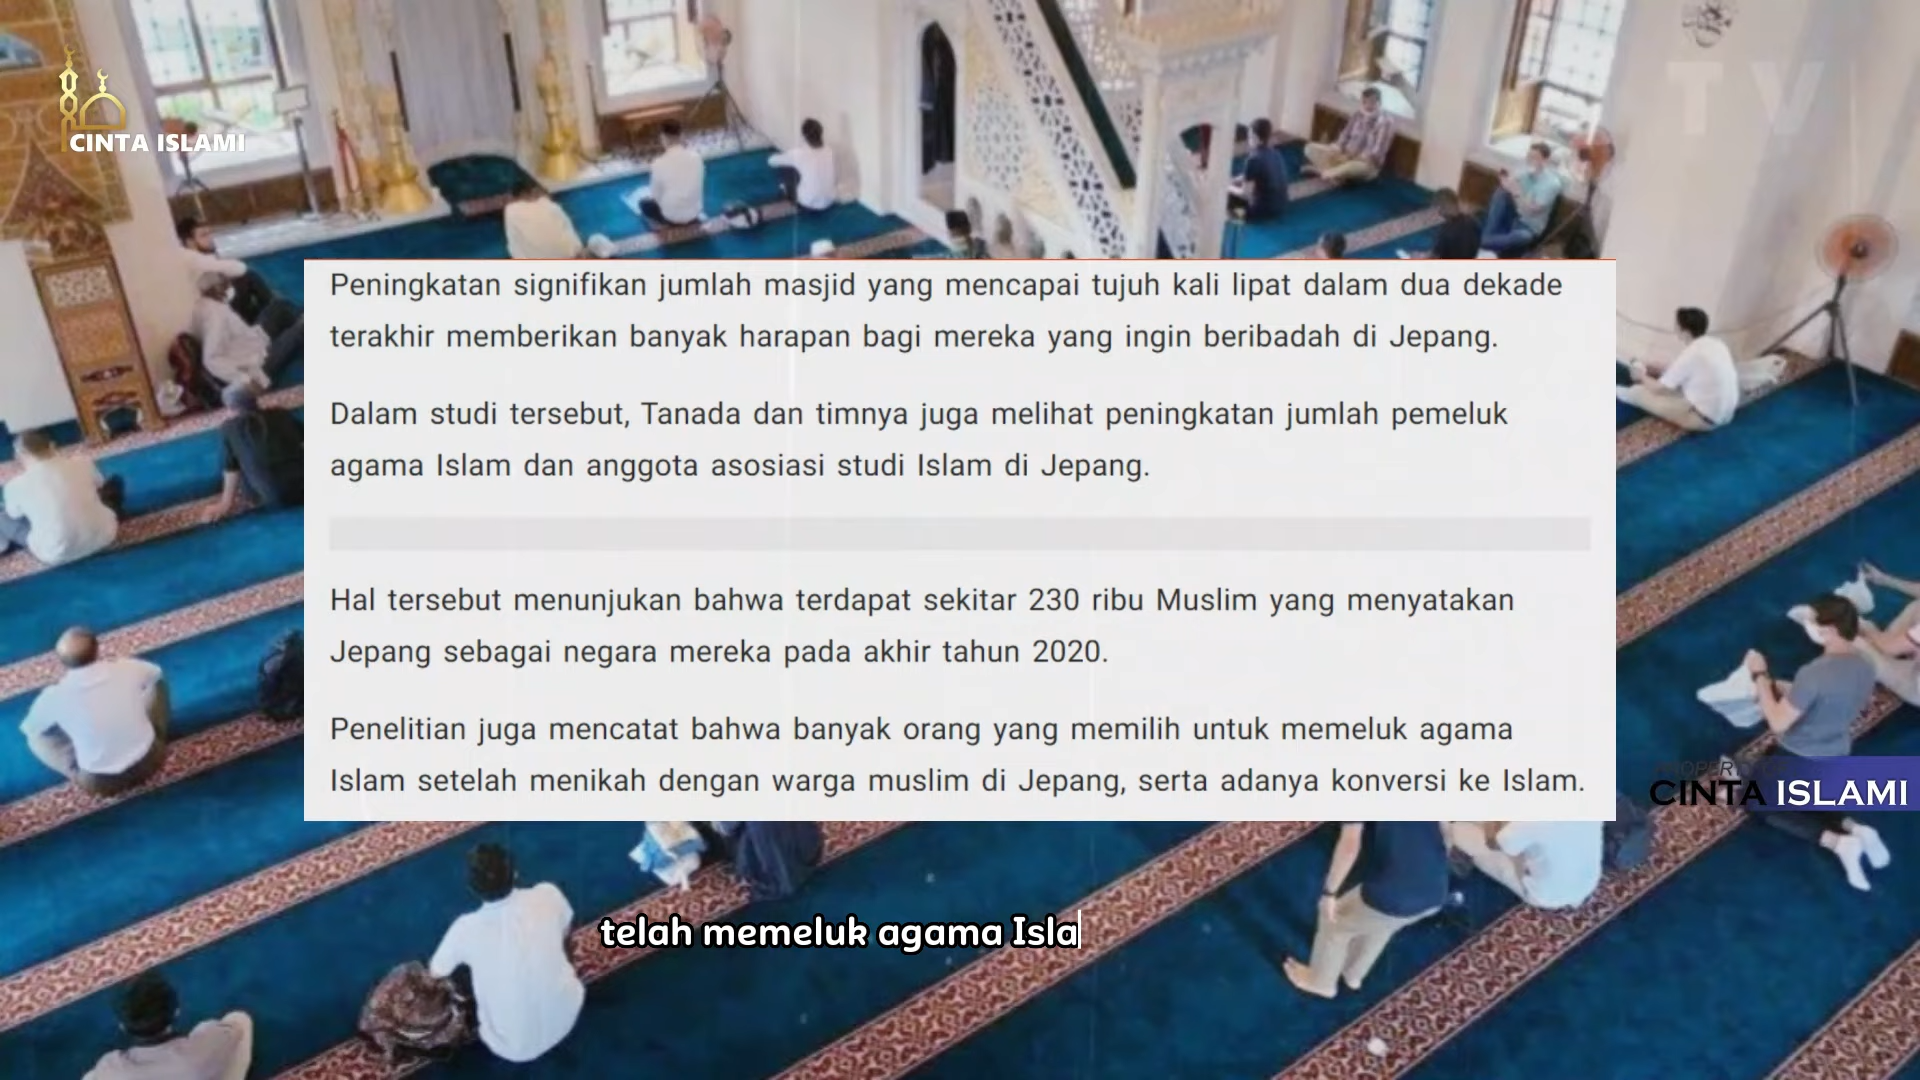 CINTA ISLAMI
TV
Peningkatan signifikan jumlah masjid yang mencapai tujuh kali lipat dalam dua dekade
terakhir memberikan banyak harapan bagi mereka yang ingin beribadah di Jepang.
Dalam studi tersebut, Tanada dan timnya juga melihat peningkatan jumlah pemeluk
agama Islam dan anggota asosiasi studi Islam di Jepang.
Hal tersebut menunjukan bahwa terdapat sekitar 230 ribu Muslim yang menyatakan
Jepang sebagai negara mereka pada akhir tahun 2020.
Penelitian juga mencatat bahwa banyak orang yang memilih untuk memeluk agama
Islam setelah menikah dengan warga muslim di Jepang, serta adanya konversi ke Islam.
CINTA ISLAMI
telah memeluk agama Isla